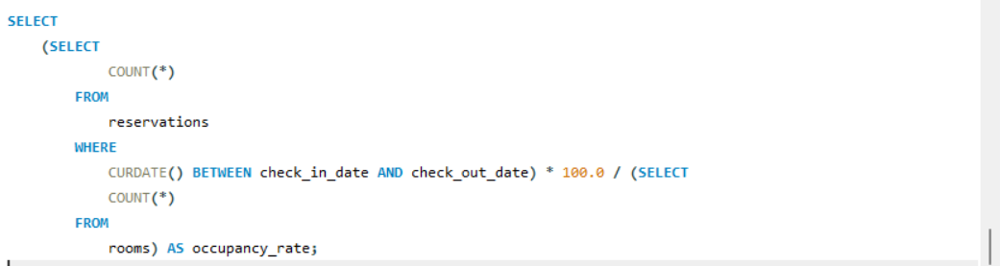 SELECT
(SELECT
COUNT(*)
FROM
reservations
WHERE
CURDATE() BETWEEN check_in_date AND check_out_date) * 100.0 / (SELECT
COUNT(*)
FROM
rooms) AS occupancy_rate;